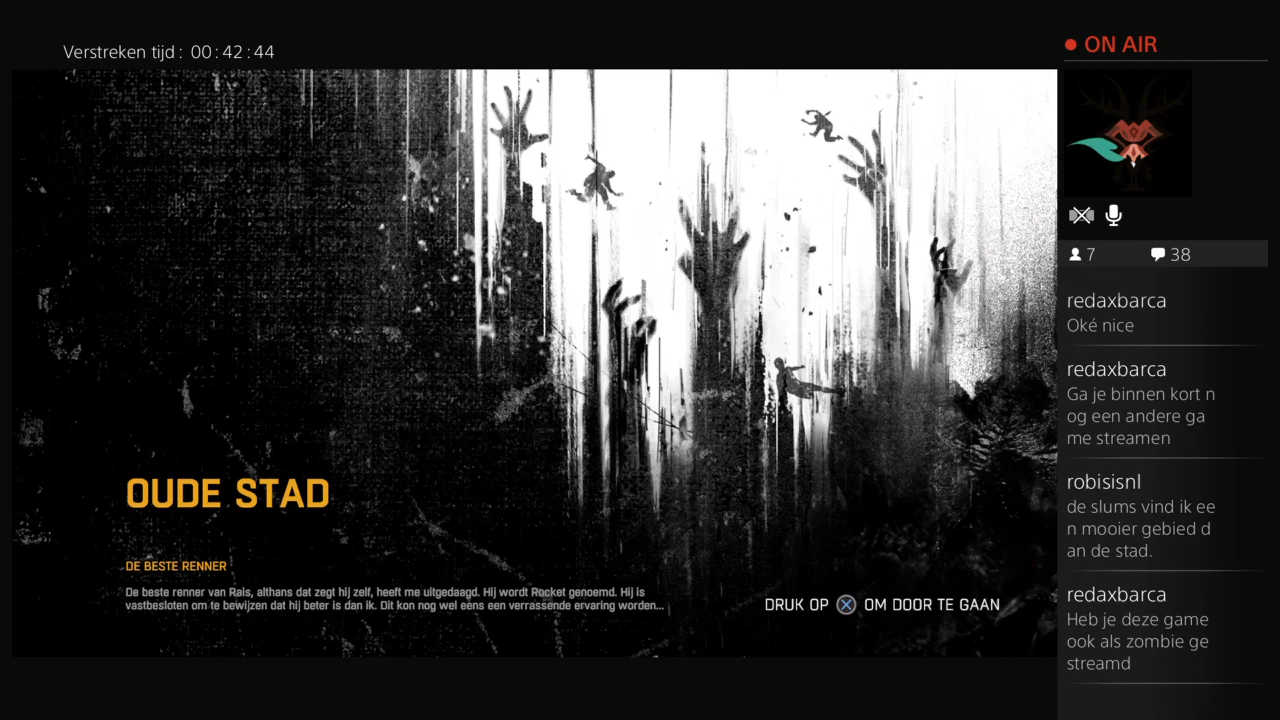 Verstreken tijd : 00 : 42 : 44
ON AIR
7
38
redaxbarca
Oké nice
redaxbarca
Ga je binnen kort n
og een andere ga
me streamen
robisisnl
de slums vind ik ee
n mooier gebied d
an de stad.
redaxbarca
Heb je deze game
ook als zombie ge
streamd
OUDE STAD
DE BESTE RENNER
De beste renner van Rais, althans dat zegt hij zelf, heeft me uitgedaagd. Hij wordt Rocket genoemd. Hij is
vastbesloten om te bewijzen dat hij beter is dan ik. Dit kon nog wel eens een verrassende ervaring worden...
DRUK OP X OM DOOR TE GAAN